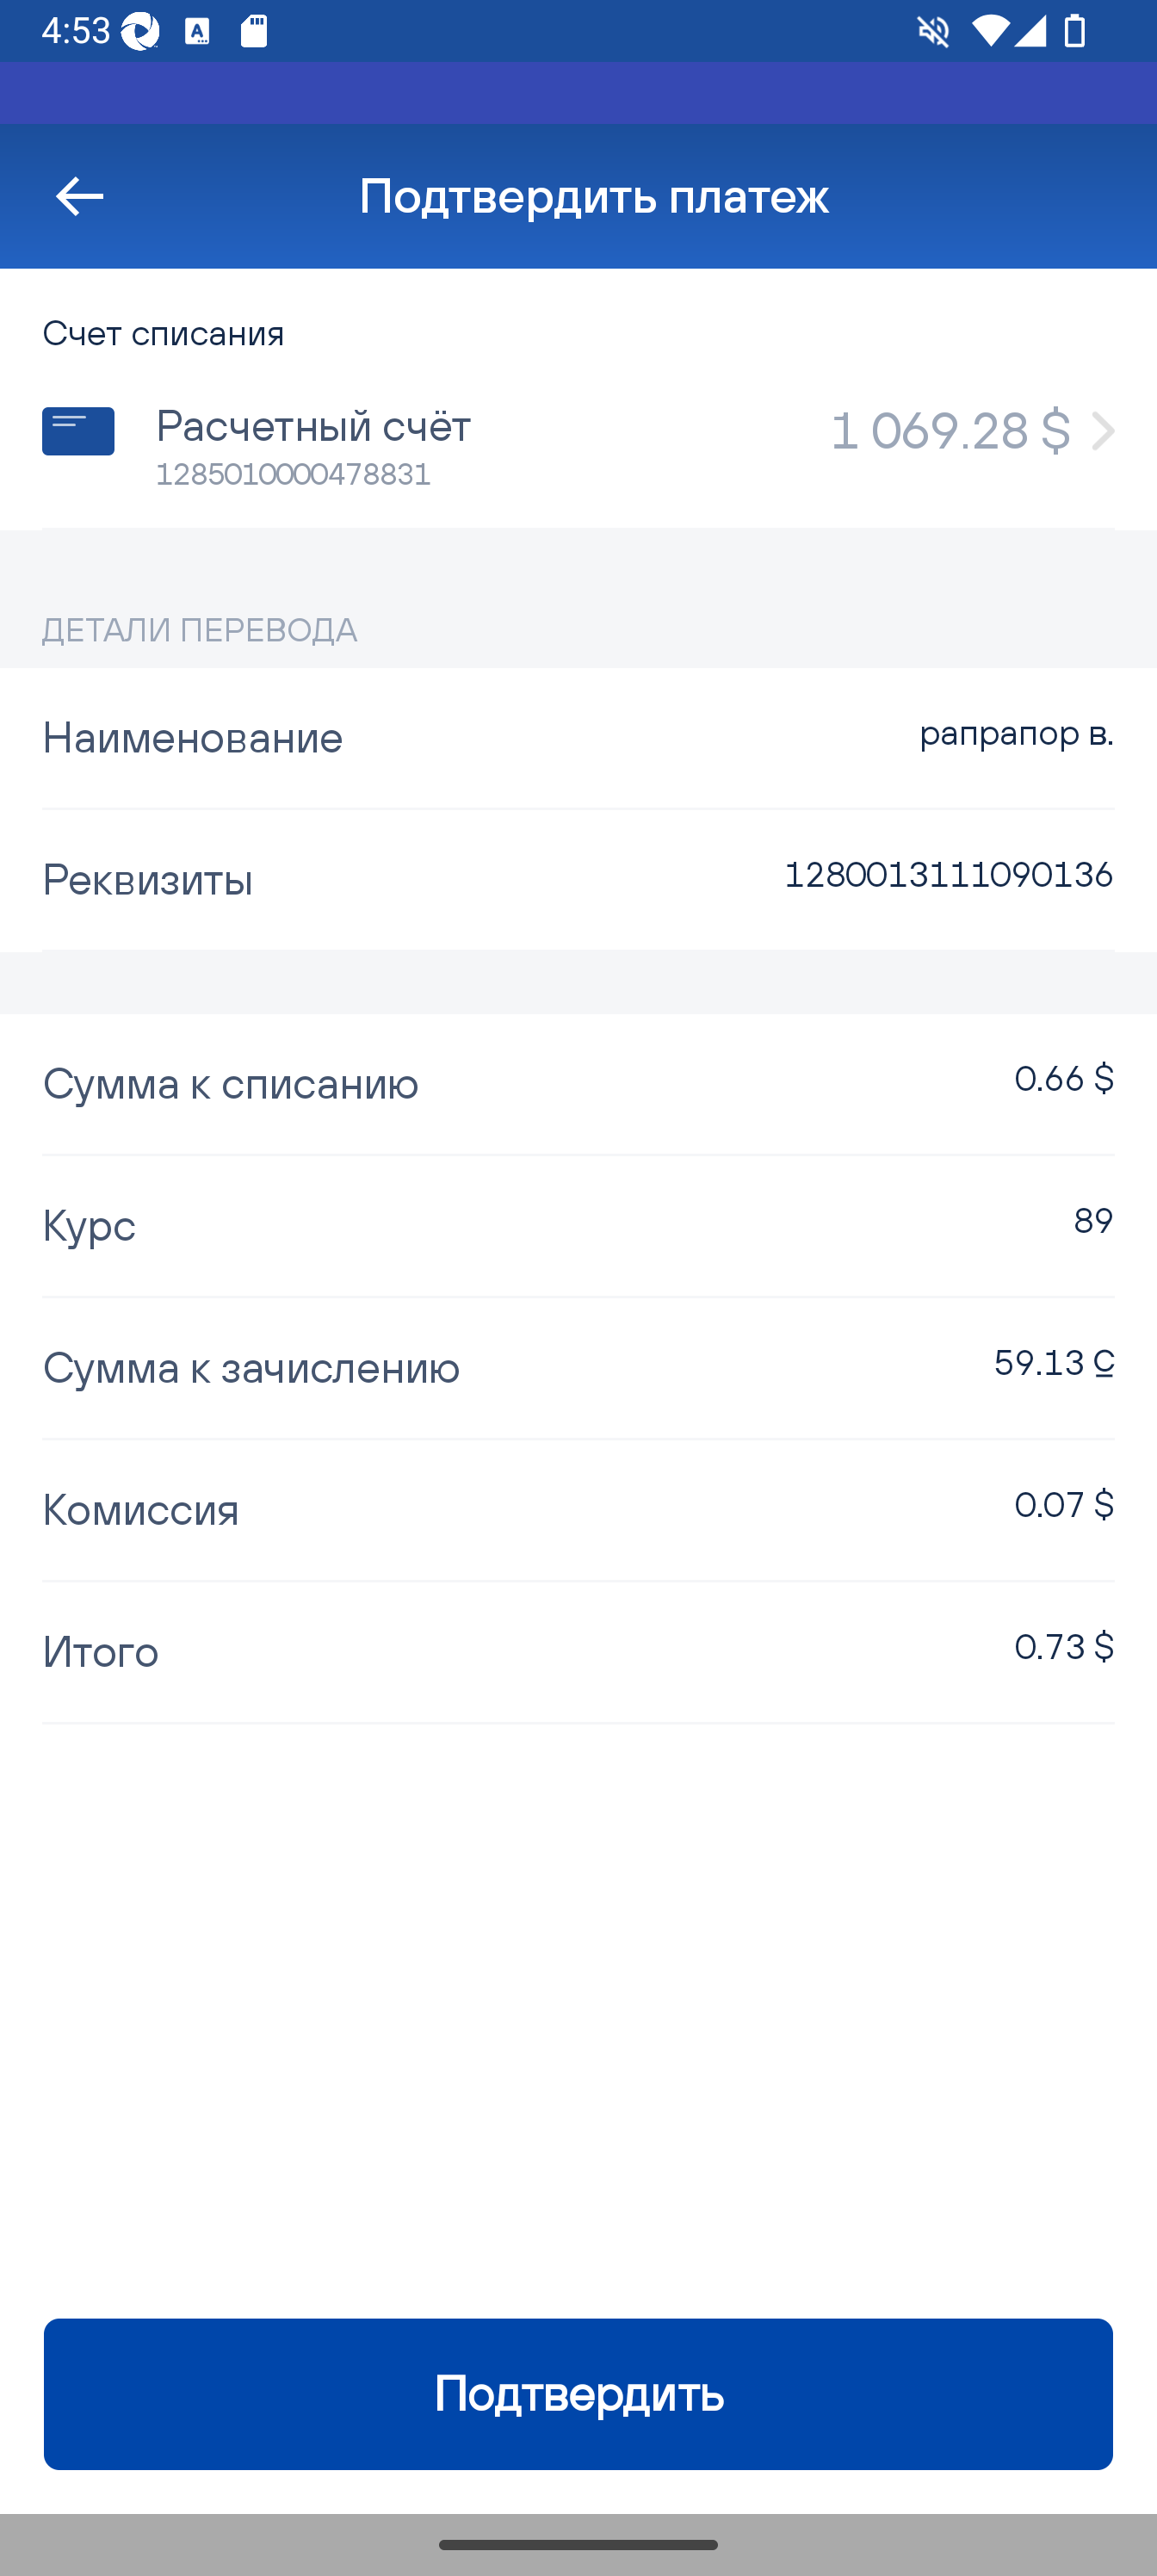 4:53
Подтвердить платеж
Счет списания
Расчетный счёт
1 069.28 $
1285010000478831
ДЕТАЛИ ПЕРЕВОДА
Наименование
рапрапор в.
Реквизиты
1280013111090136
Сумма к списанию
0.66 $
Курс
89
Сумма к зачислению
59.13 С
Комиссия
0.07 $
Итого
0.73 $
Подтвердить